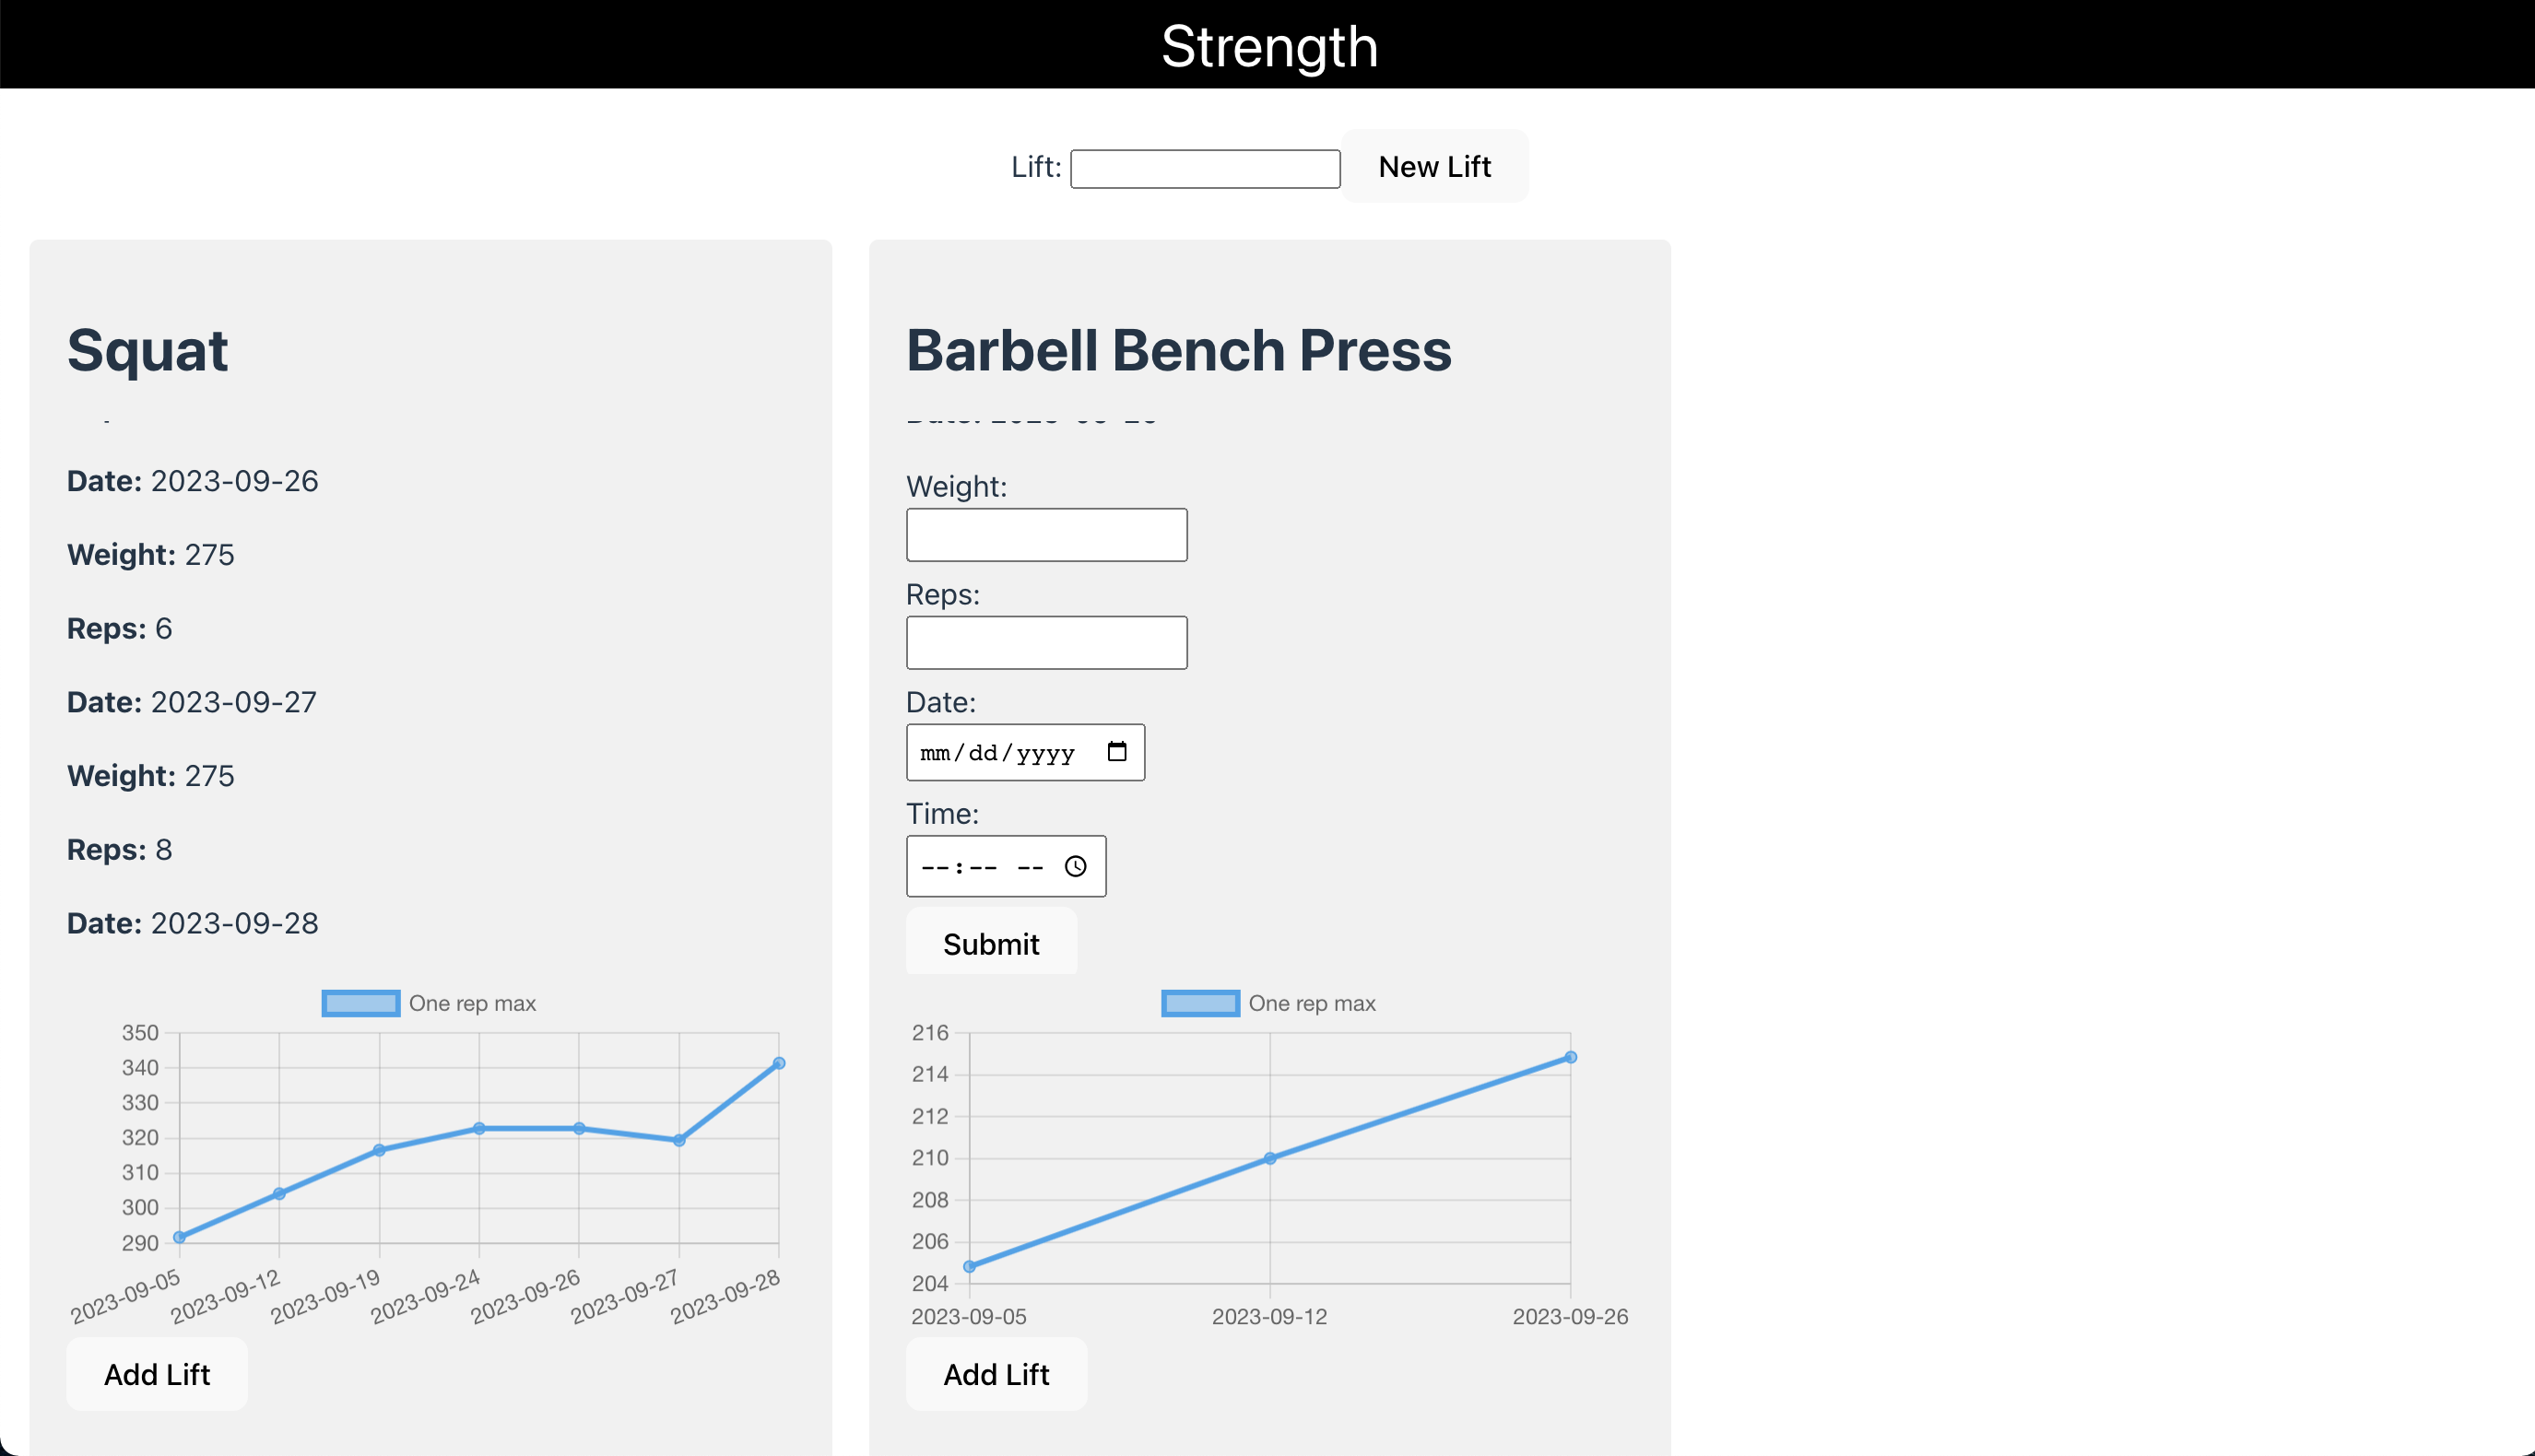 Strength
Lift:
New Lift
Squat
Date: 2023-09-26
Weight: 275
Reps: 6
Date: 2023-09-27
Weight: 275
Reps: 8
Date: 2023-09-28
One rep max
350
340
330
320
310
300
290
2023-09-05
2023-09-12
2023-09-19
2023-09-24
2023-09-26
2023-09-27
2023-09-28
Add Lift
Barbell Bench Press
Weight:
Reps:
Date:
mm/dd/yyyy
Time:
--:-- --
Submit
One rep max
216
214
212
210
208
206
204
2023-09-05
2023-09-12
2023-09-26
Add Lift